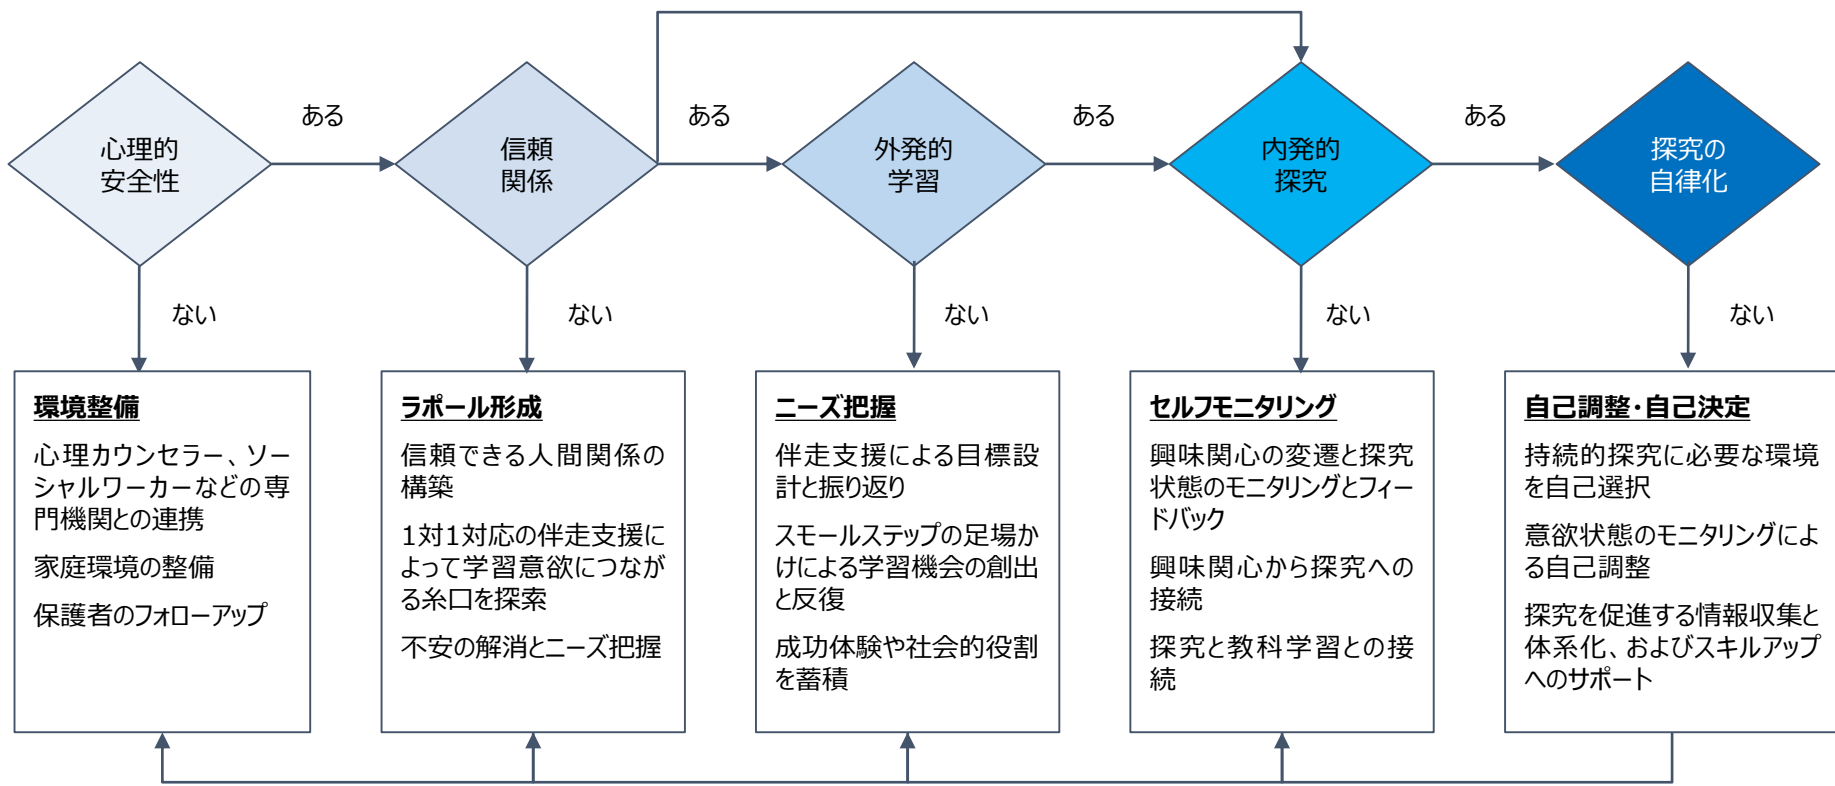 心理的
安全性
ある
信頼
関係
ある
外発的
学習
ある
内発的
探究
ある
探究の
自律化
ない
ない
ない
ない
ない
環境整備
心理カウンセラー、ソー
シャルワーカーなどの専
門機関との連携
家庭環境の整備
保護者のフォローアップ
ラポール形成
信頼できる人間関係の
構築
1対1対応の伴走支援に
よって学習意欲につなが
る糸口を探索
不安の解消とニーズ把握
ニーズ把握
伴走支援による目標設
計と振り返り
スモールステップの足場か
けによる学習機会の創出
と反復
成功体験や社会的役割
を蓄積
セルフモニタリング
興味関心の変遷と探究
状態のモニタリングとフィー
ドバック
興味関心から探究への
接続
探究と教科学習との接
続
自己調整・自己決定
持続的探究に必要な環境
を自己選択
意欲状態のモニタリングによ
る自己調整
探究を促進する情報収集と
体系化、およびスキルアップ
へのサポート